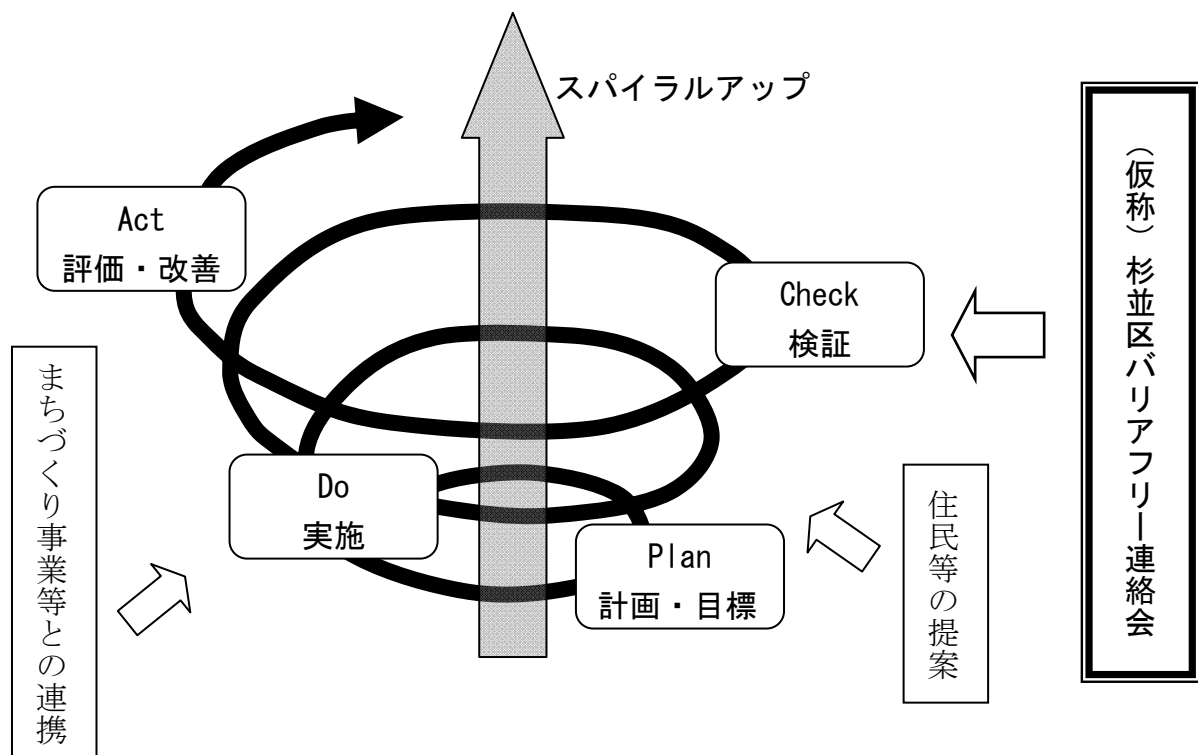 スパイラルアップ
Act
評価・改善
Check
検証
Do
実施
Plan
計画・目標
まちづくり事業等との連携
住民等の提案
（仮称）杉並区バリアフリー連絡会